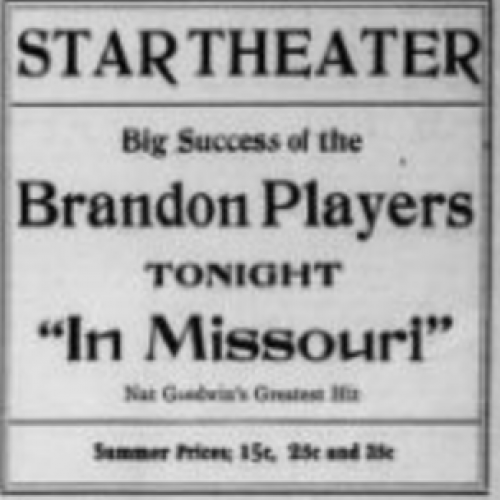 STAR THEATER
Big Success of the
Brandon Players
TONIGHT
"In Missouri"
Nat Goodwin's Greatest Hit
Summer Prices; 15c, 25c and 35c